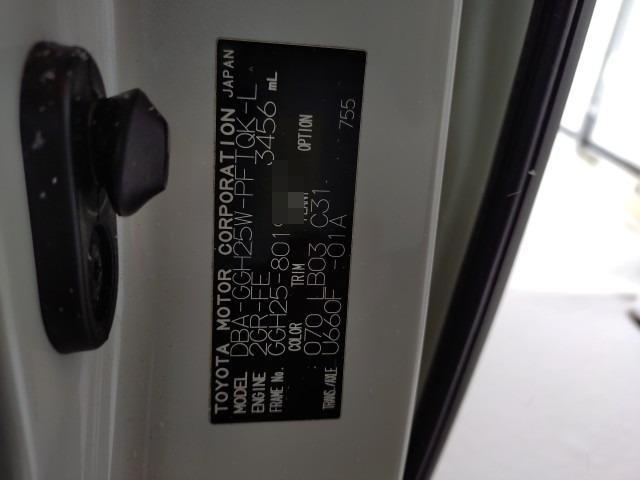 TOYOTA MOTOR CORPORATION JAPAN
MODEL DBA-GGH25W-PFTQK-L
ENGINE 2GR-FE 3456 mL
FRAME No. GGH25-801
COLOR TRIM OPTION
070 LB03 C31 755
TRANS./AXLE U660F -01A